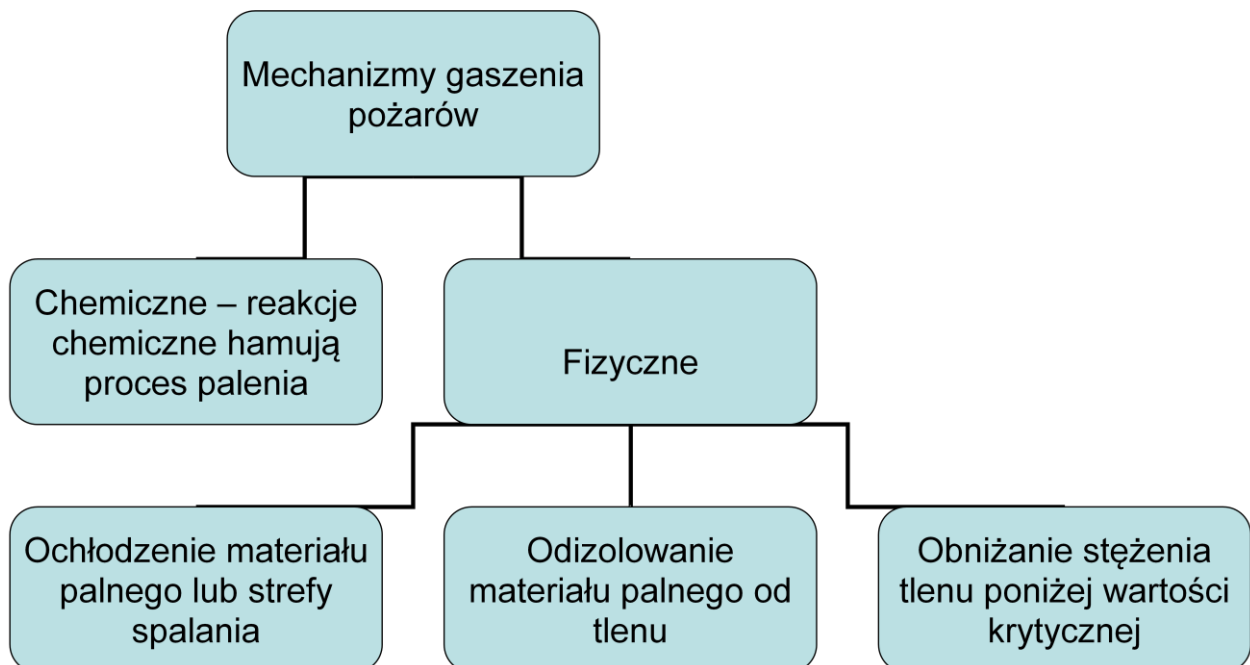 Mechanizmy gaszenia
pożarów
Chemiczne – reakcje
chemiczne hamują
proces palenia
Fizyczne
Ochłodzenie materiału
palnego lub strefy
spalania
Odizolowanie
materiału palnego od
tlenu
Obniżanie stężenia
tlenu poniżej wartości
krytycznej